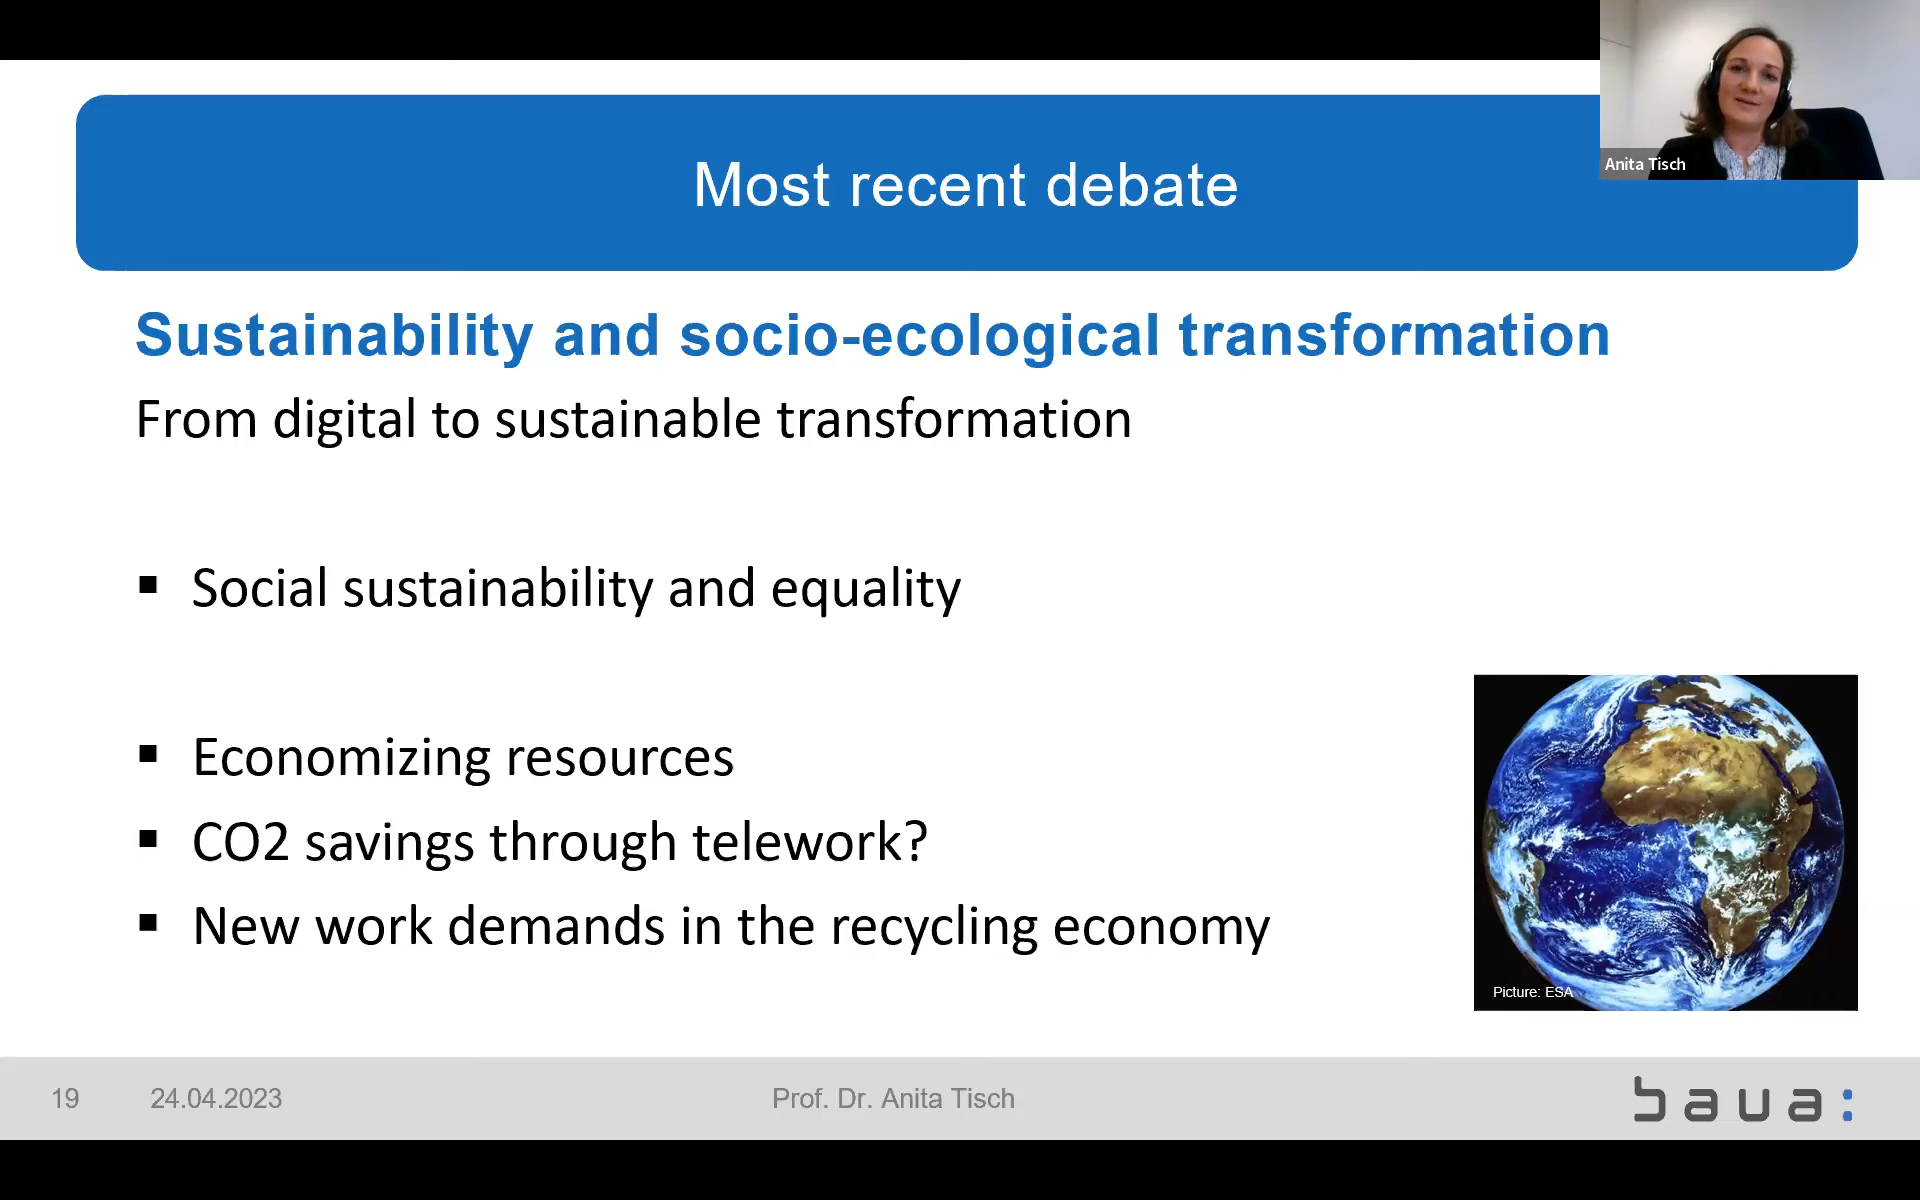 Anita Tisch
Most recent debate
Sustainability and socio-ecological transformation
From digital to sustainable transformation
▪ Social sustainability and equality
▪ Economizing resources
▪ CO2 savings through telework?
▪ New work demands in the recycling economy
Picture: ESA
19 24.04.2023 Prof. Dr. Anita Tisch baua: